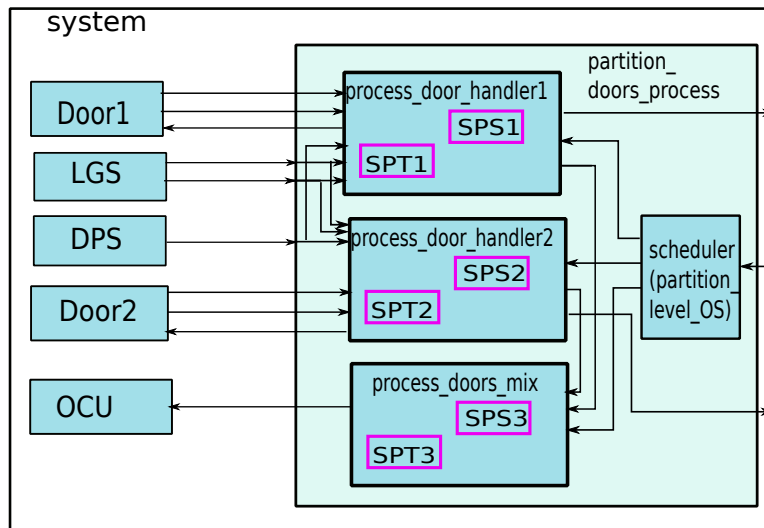 system
partition_
doors_process
process_door_handler1
SPS1
SPT1
Door1
LGS
DPS
process_door_handler2
SPS2
SPT2
scheduler
(partition_
level_OS)
Door2
process_doors_mix
SPS3
SPT3
OCU